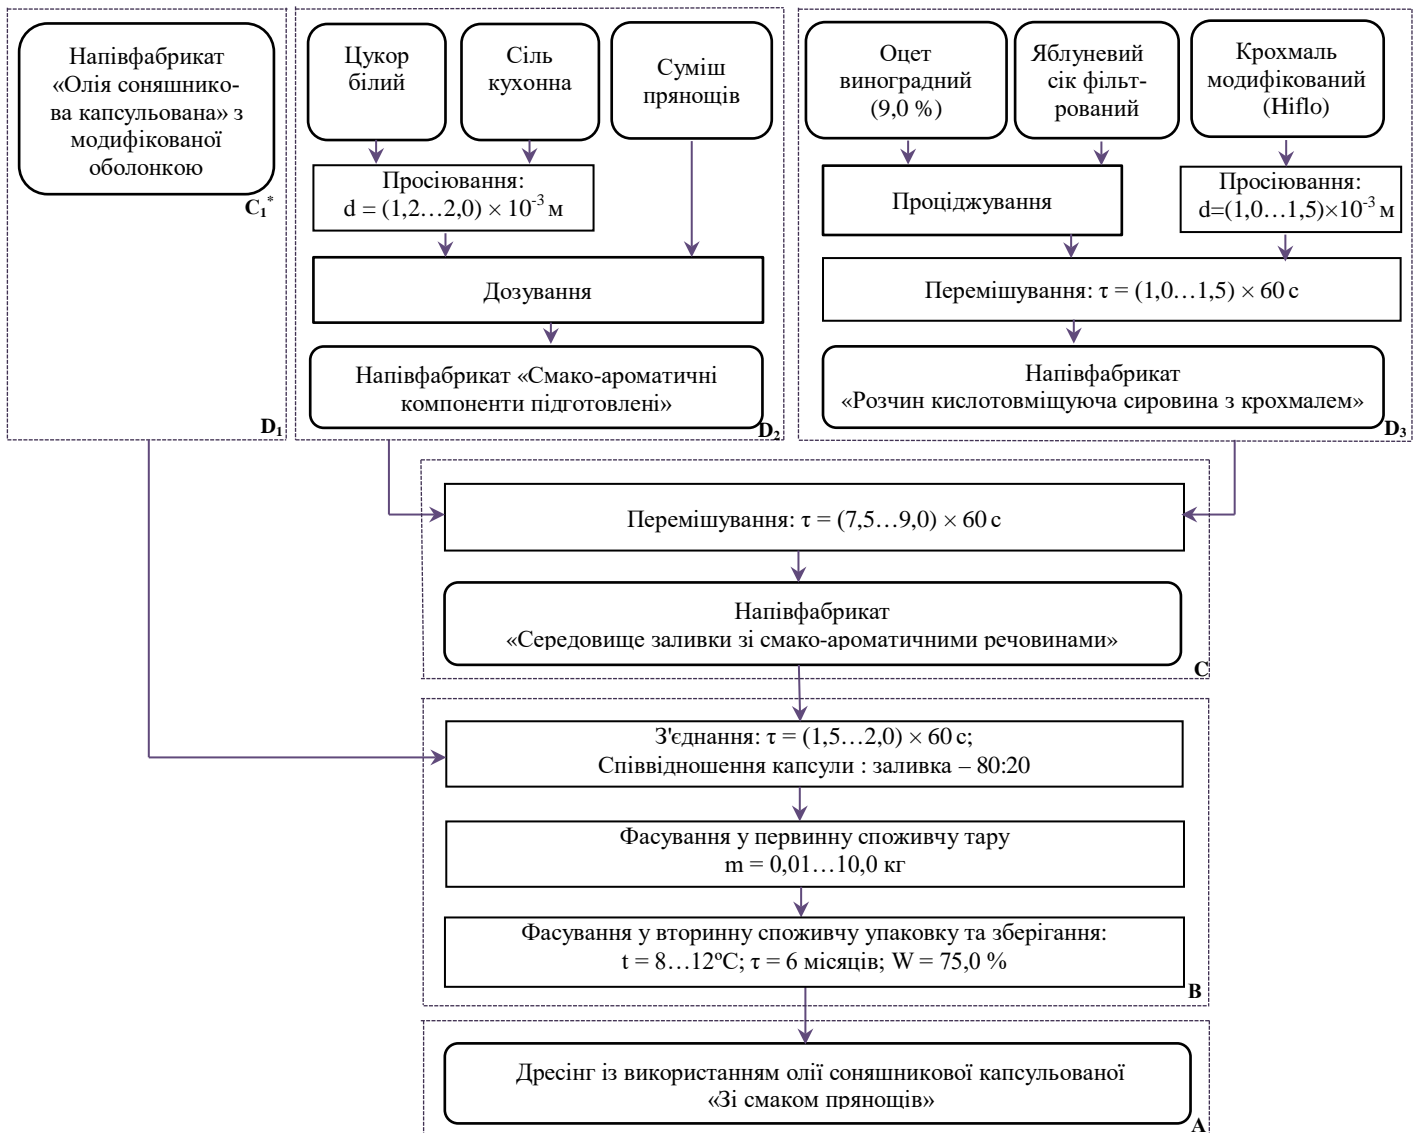 Напівфабрикат
«Олія соняшнико-
ва капсульована» з
модифікованої
оболонкою
C₁*
D₁
Цукор
білий
Сіль
кухонна
Суміш
прянощів
Просіювання:
d = (1,2…2,0) × 10⁻³ м
Дозування
Напівфабрикат «Смако-ароматичні
компоненти підготовлені»
D₂
Оцет
виноградний
(9,0 %)
Яблуневий
сік фільт-
рований
Крохмаль
модифікований
(Hiflo)
Проціджування
Просіювання:
d=(1,0…1,5)×10⁻³ м
Перемішування: τ = (1,0…1,5) × 60 с
Напівфабрикат
«Розчин кислотовміщуюча сировина з крохмалем»
D₃
Перемішування: τ = (7,5…9,0) × 60 с
Напівфабрикат
«Середовище заливки зі смако-ароматичними речовинами»
C
З'єднання: τ = (1,5…2,0) × 60 с;
Співвідношення капсули : заливка – 80:20
Фасування у первинну споживчу тару
m = 0,01…10,0 кг
Фасування у вторинну споживчу упаковку та зберігання:
t = 8…12ºC; τ = 6 місяців; W = 75,0 %
B
Дресінг із використанням олії соняшникової капсульованої
«Зі смаком прянощів»
A